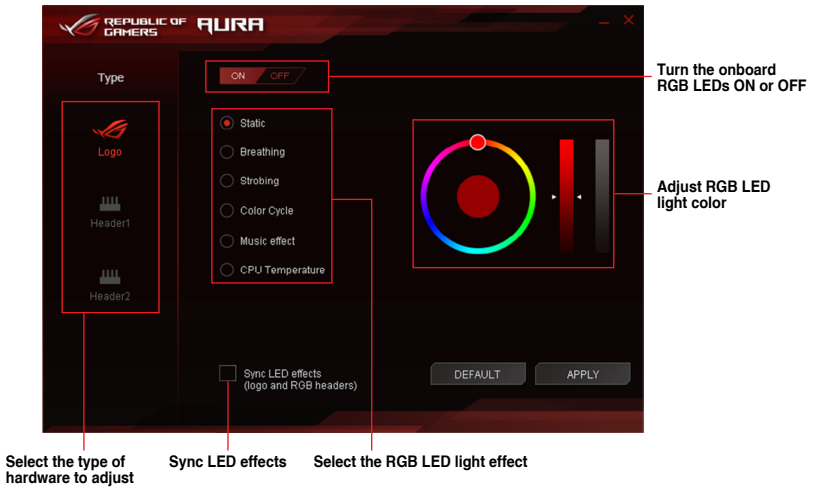 REPUBLIC OF
GAMERS
AURA
Type
ON OFF
Turn the onboard
RGB LEDs ON or OFF
Logo
Header1
Header2
Static
Breathing
Strobing
Color Cycle
Music effect
CPU Temperature
Adjust RGB LED
light color
Sync LED effects
(logo and RGB headers)
DEFAULT
APPLY
Select the type of
hardware to adjust
Sync LED effects
Select the RGB LED light effect